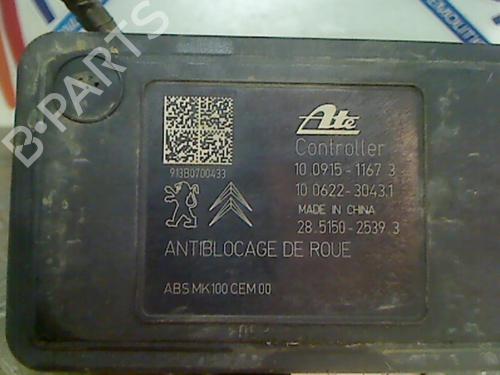 B-PARTS
Ate
Controller
10.0915-1167.3
10.0622-3043.1
MADE IN CHINA
28.5150-2539.3
913B0700433
ANTIBLOCAGE DE ROUE
ABS MK100 CEM 00